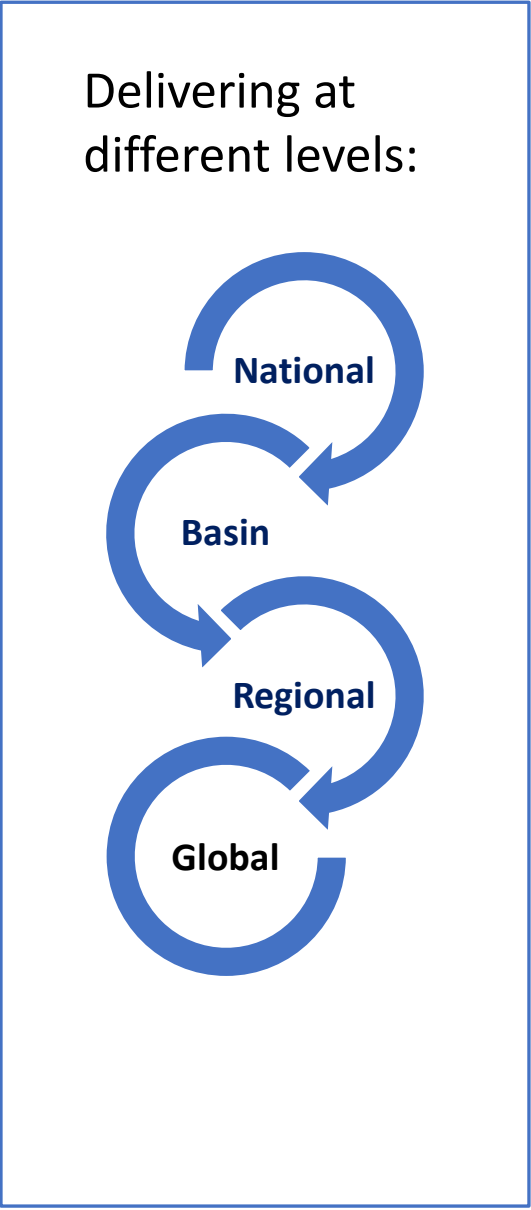 Delivering at
different levels:
National
Basin
Regional
Global